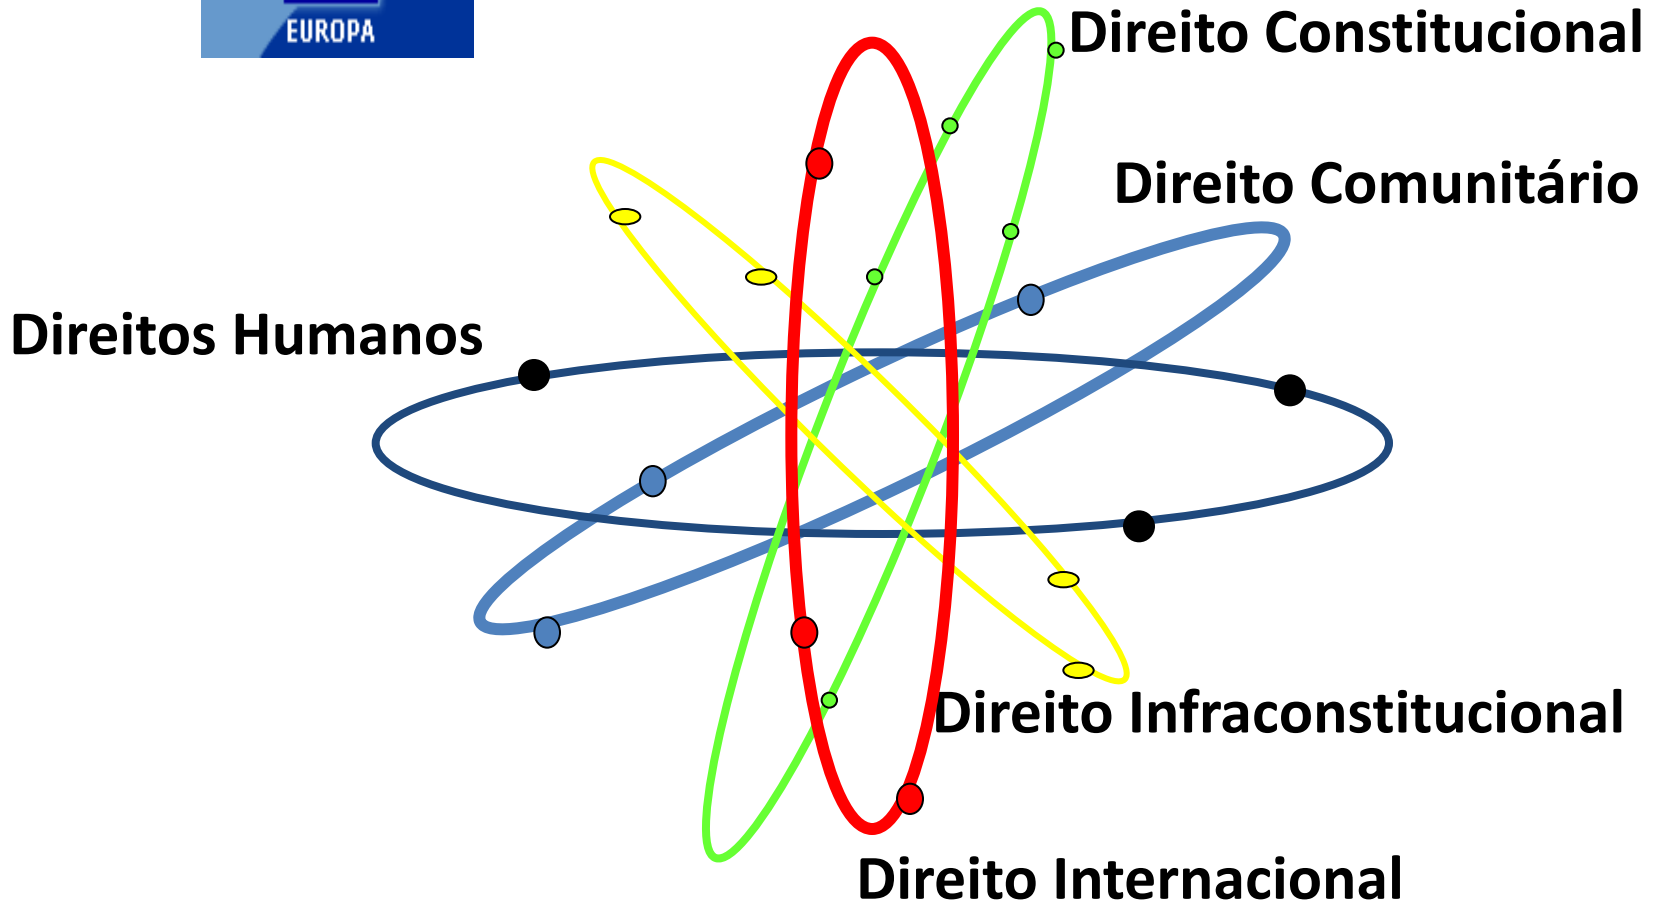 EUROPA
Direito Constitucional
Direito Comunitário
Direitos Humanos
Direito Infraconstitucional
Direito Internacional